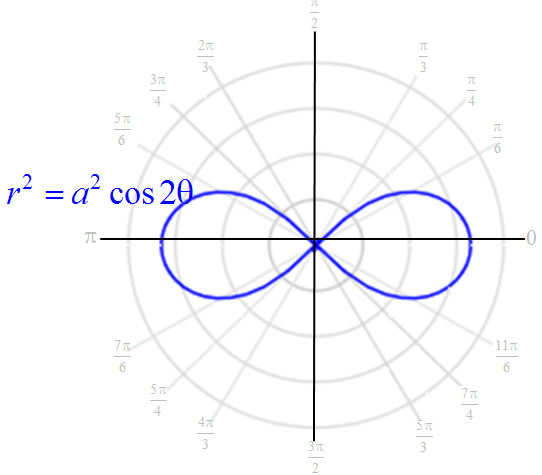 π/2
2π/3
π/3
3π/4
π/4
5π/6
π/6
r² = a² cos 2θ
π
0
7π/6
11π/6
5π/4
7π/4
4π/3
5π/3
3π/2